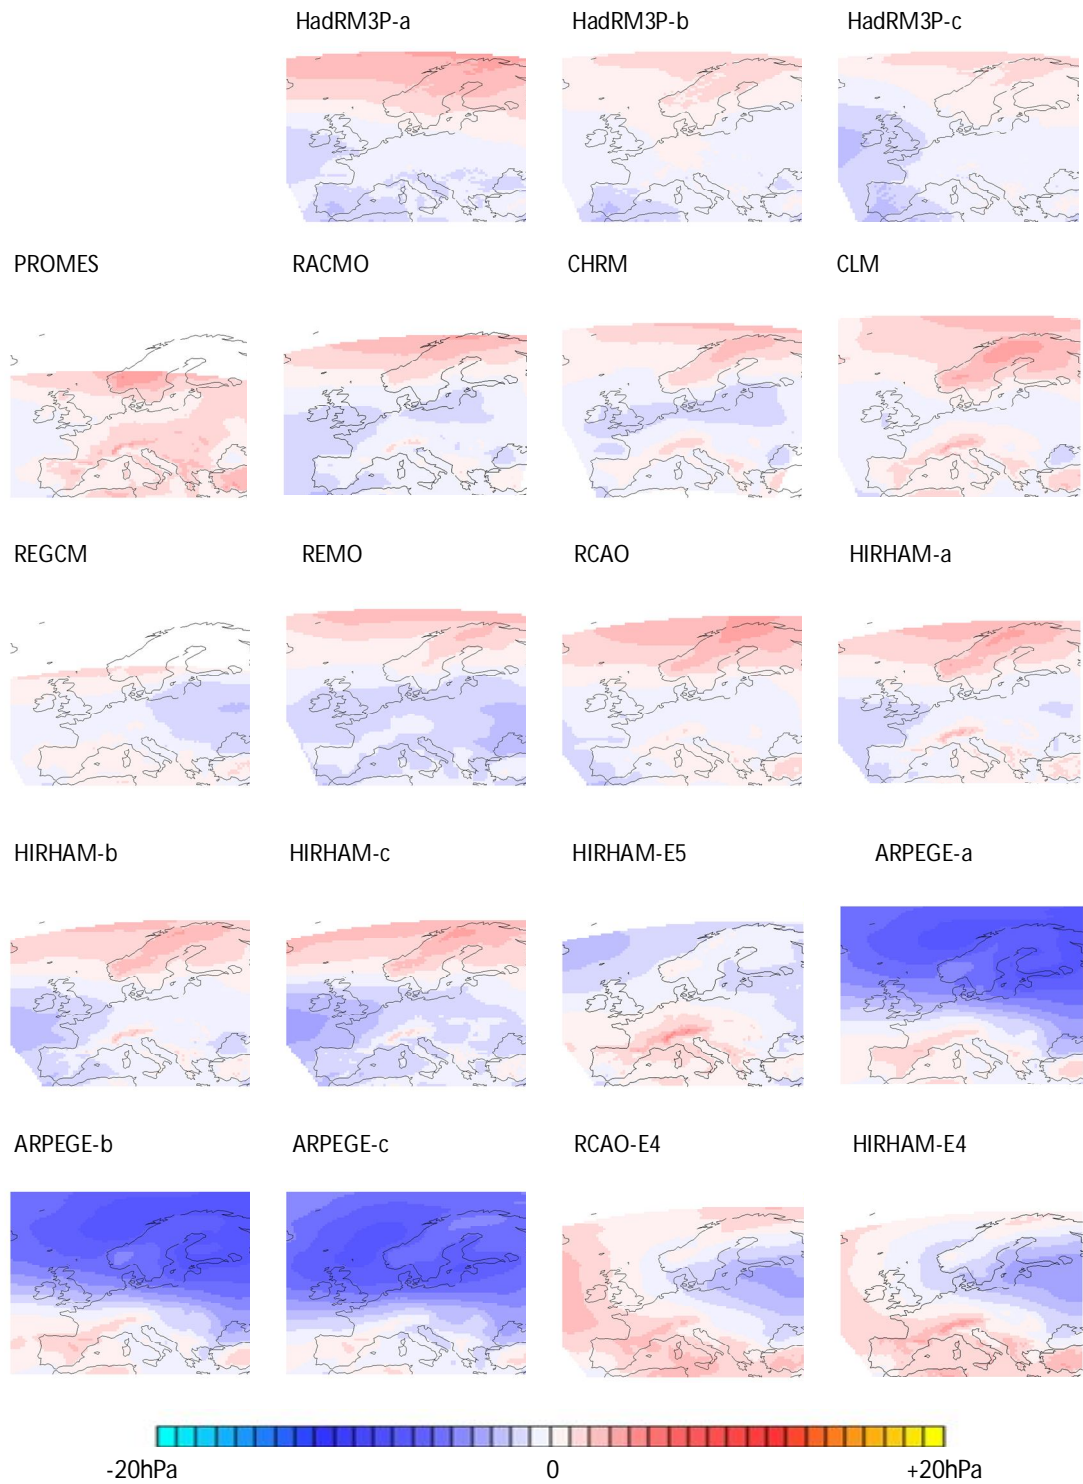 HadRM3P-a HadRM3P-b HadRM3P-c
PROMES RACMO CHRM CLM
REGCM REMO RCAO HIRHAM-a
HIRHAM-b HIRHAM-c HIRHAM-E5 ARPEGE-a
ARPEGE-b ARPEGE-c RCAO-E4 HIRHAM-E4
-20hPa 0 +20hPa